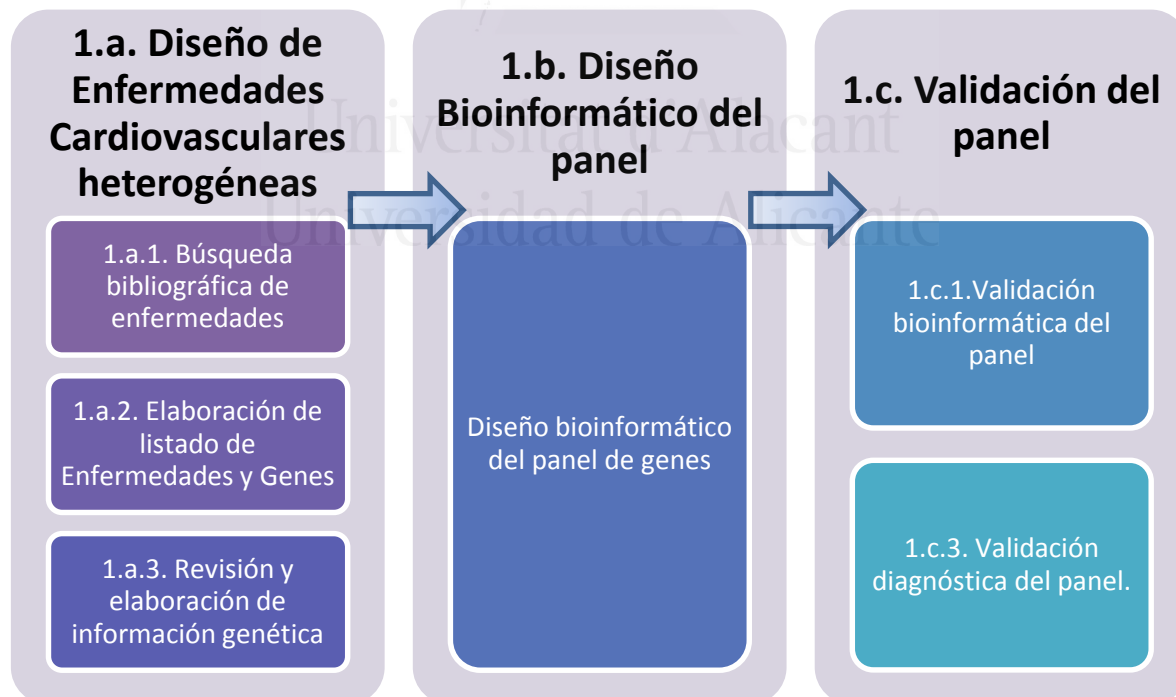 1.a. Diseño de
Enfermedades
Cardiovasculares
heterogéneas
1.a.1. Búsqueda
bibliográfica de
enfermedades
1.a.2. Elaboración de
listado de
Enfermedades y Genes
1.a.3. Revisión y
elaboración de
información genética
1.b. Diseño
Bioinformático del
panel
Diseño bioinformático
del panel de genes
1.c. Validación del
panel
1.c.1.Validación
bioinformática del
panel
1.c.3. Validación
diagnóstica del panel.
Universitat d'Alacant
Universidad de Alicante